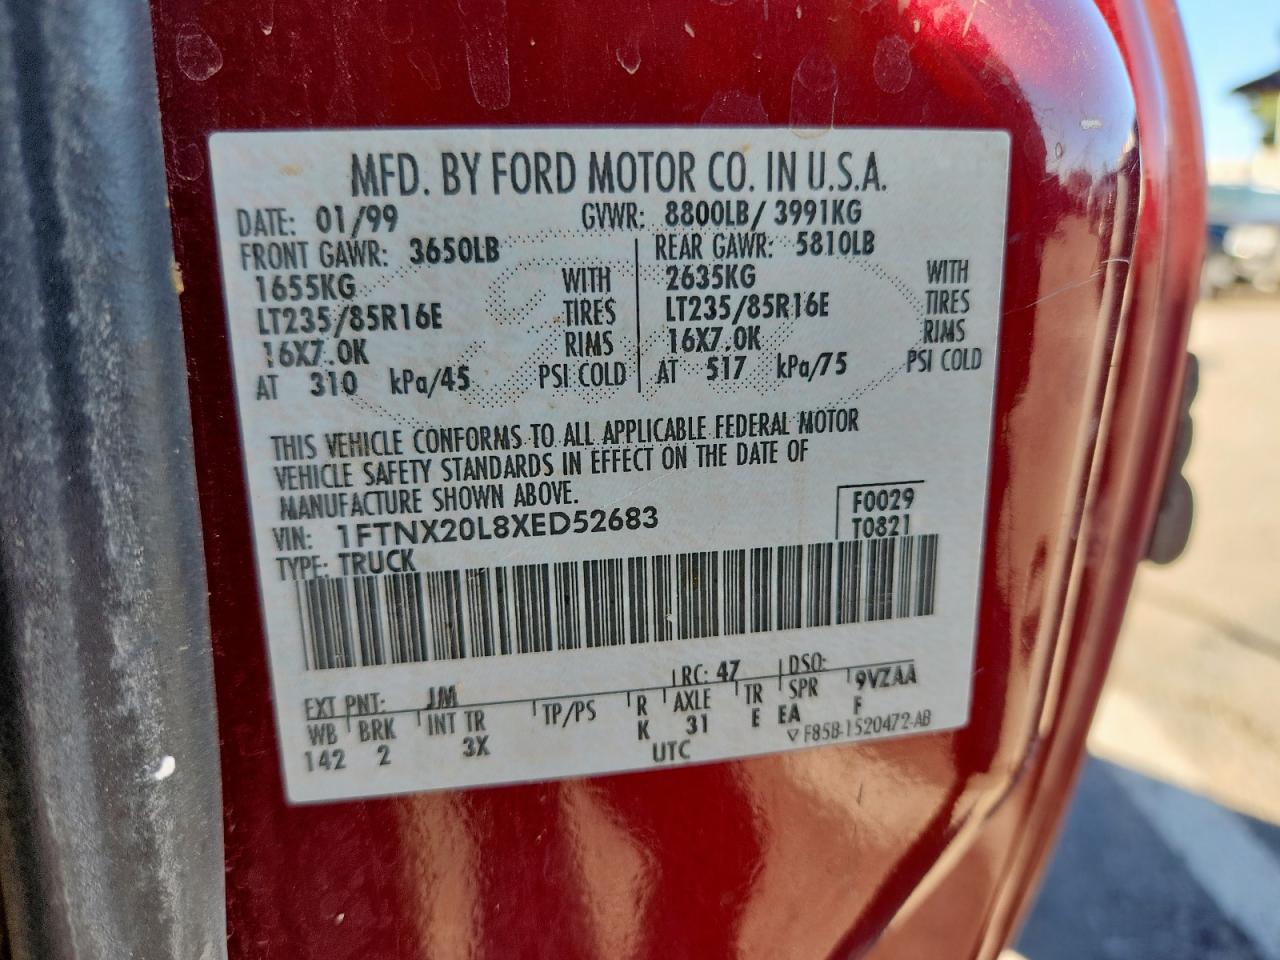 MFD. BY FORD MOTOR CO. IN U.S.A.
DATE: 01/99 GVWR: 8800LB/ 3991KG
FRONT GAWR: 3650LB REAR GAWR: 5810LB
1655KG WITH 2635KG WITH
LT235/85R16E TIRES LT235/85R16E TIRES
16X7.0K RIMS 16X7.0K RIMS
AT 310 kPa/45 PSI COLD AT 517 kPa/75 PSI COLD
THIS VEHICLE CONFORMS TO ALL APPLICABLE FEDERAL MOTOR
VEHICLE SAFETY STANDARDS IN EFFECT ON THE DATE OF
MANUFACTURE SHOWN ABOVE.
VIN: 1FTNX20L8XED52683 F0029
TYPE: TRUCK T0821
EXT PNT: JM RC: 47 DSO:
WB BRK INT TR TP/PS R AXLE TR SPR 9VZAA
142 2 3X K 31 E EA F
UTC ▽ F85B-1520472-AB